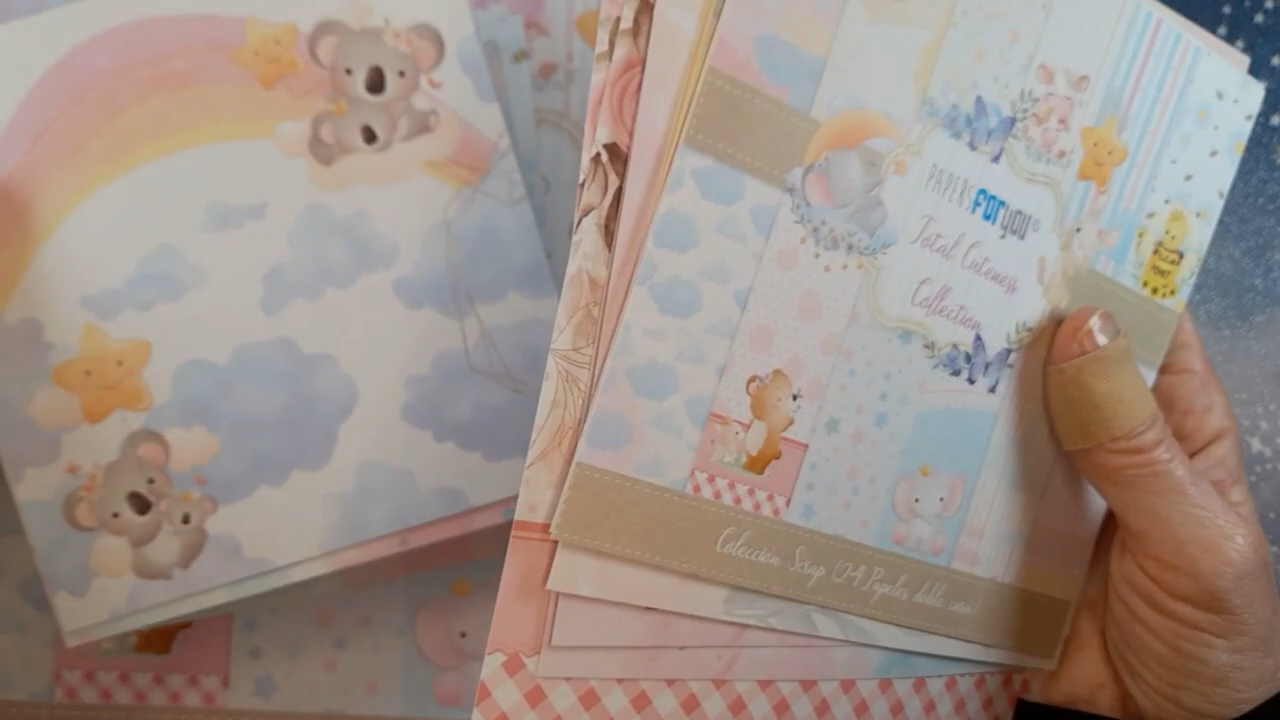 PAPERSFORYOU®
Total Cuteness
Collection
Colección Scrap (24 Papeles doble cara)